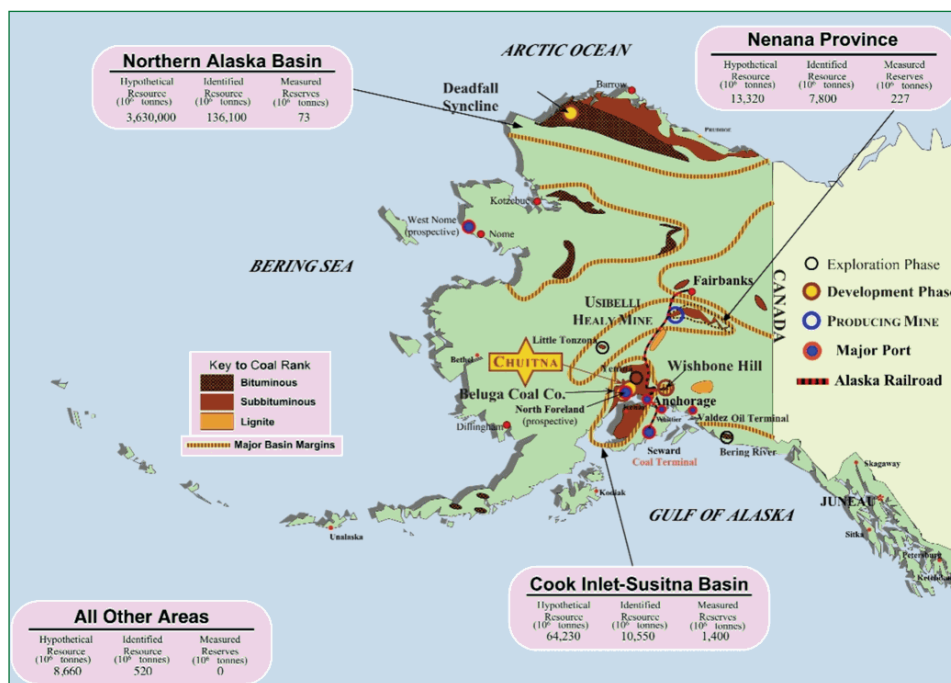 ARCTIC OCEAN
Northern Alaska Basin
Hypothetical Identified Measured
Resource Resource Reserves
(10⁶ tonnes) (10⁶ tonnes) (10⁶ tonnes)
3,630,000 136,100 73
Nenana Province
Hypothetical Identified Measured
Resource Resource Reserves
(10⁶ tonnes) (10⁶ tonnes) (10⁶ tonnes)
13,320 7,800 227
Deadfall
Syncline
Barrow
Kotzebue
West Nome
(prospective)
Nome
BERING SEA
CANADA
Exploration Phase
Development Phase
PRODUCING MINE
Major Port
Alaska Railroad
Fairbanks
USIBELLI
HEALY MINE
Little Tonzona
CHUITNA
Wishbone Hill
Bethel
Beluga Coal Co.
North Foreland
(prospective)
Anchorage
Whittier
Valdez Oil Terminal
Key to Coal Rank
Bituminous
Subbituminous
Lignite
Major Basin Margins
Dillingham
Seward
Coal Terminal
Bering River
Skagaway
JUNEAU
Kodiak
GULF OF ALASKA
Sitka
Unalaska
Petersburg
Cook Inlet-Susitna Basin
Hypothetical Identified Measured
Resource Resource Reserves
(10⁶ tonnes) (10⁶ tonnes) (10⁶ tonnes)
64,230 10,550 1,400
All Other Areas
Hypothetical Identified Measured
Resource Resource Reserves
(10⁶ tonnes) (10⁶ tonnes) (10⁶ tonnes)
8,660 520 0